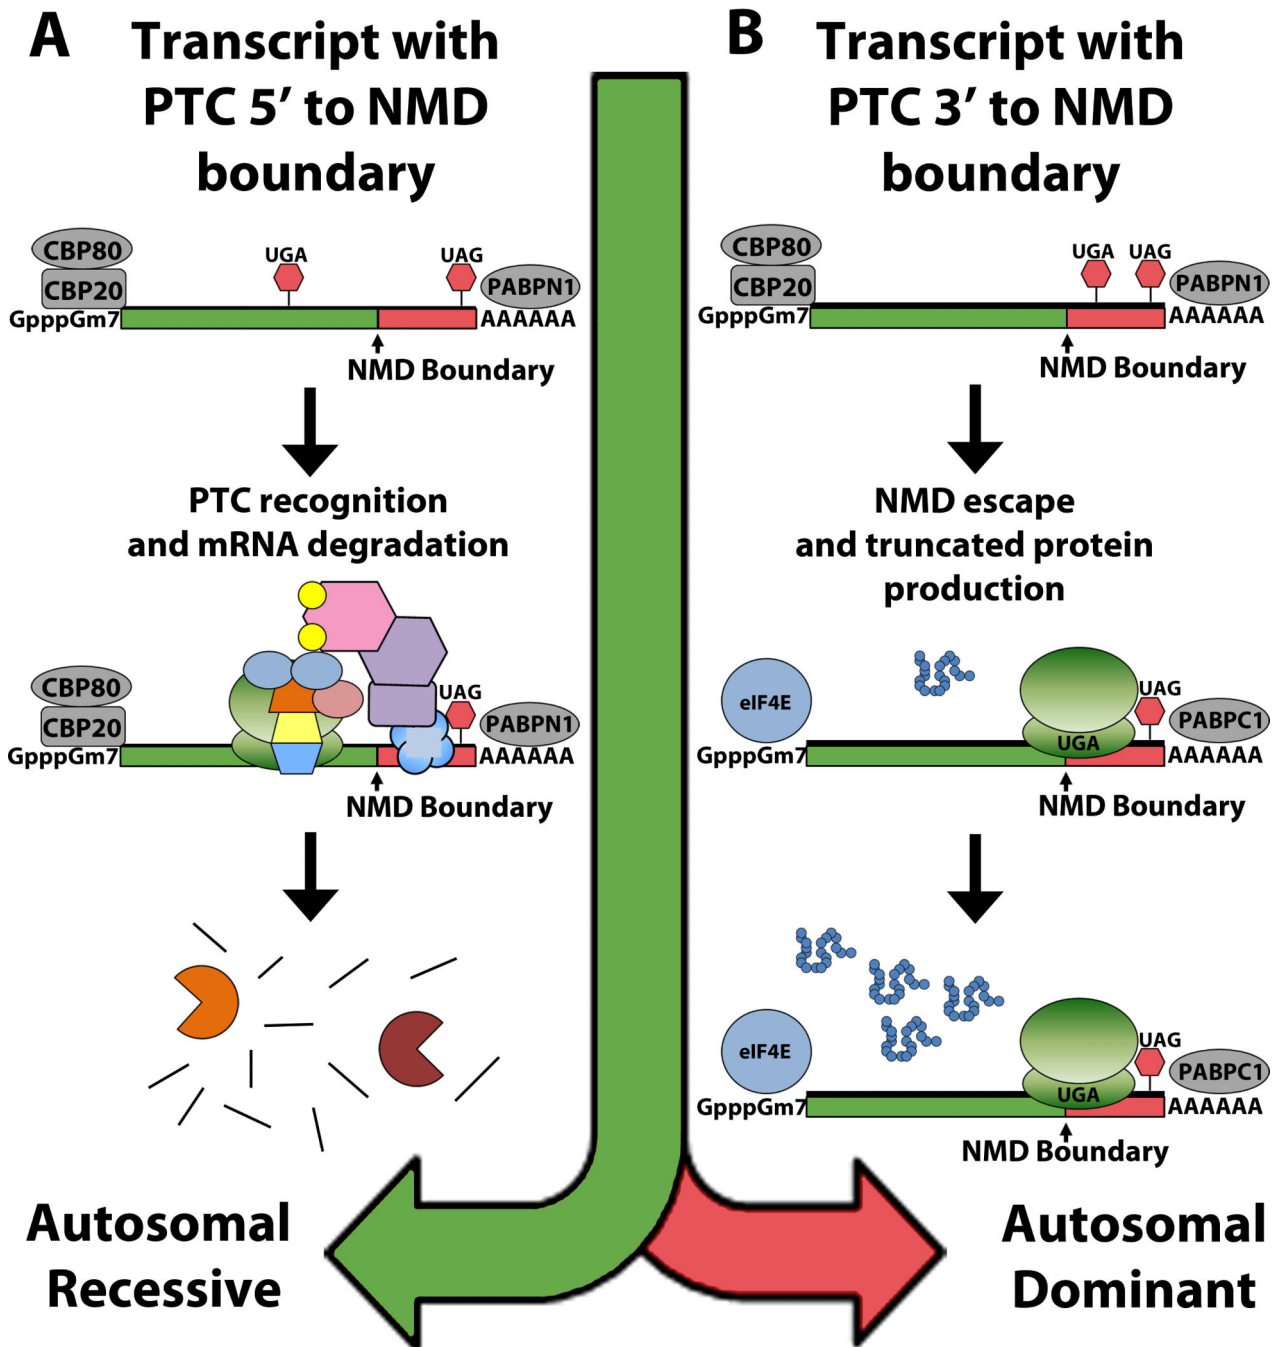 A
Transcript with
PTC 5’ to NMD
boundary
CBP80
CBP20
GpppGm7
UGA
UAG
PABPN1
AAAAAA
NMD Boundary
PTC recognition
and mRNA degradation
CBP80
CBP20
GpppGm7
UAG
PABPN1
AAAAAA
NMD Boundary
Autosomal
Recessive
B
Transcript with
PTC 3’ to NMD
boundary
CBP80
CBP20
GpppGm7
UGA
UAG
PABPN1
AAAAAA
NMD Boundary
NMD escape
and truncated protein
production
eIF4E
GpppGm7
UGA
UAG
PABPC1
AAAAAA
NMD Boundary
eIF4E
GpppGm7
UGA
UAG
PABPC1
AAAAAA
NMD Boundary
Autosomal
Dominant